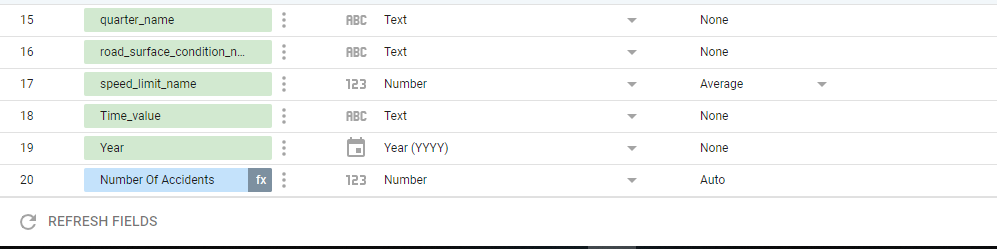 15 quarter_name ABC Text None
16 road_surface_condition_n... ABC Text None
17 speed_limit_name 123 Number Average
18 Time_value ABC Text None
19 Year Year (YYYY) None
20 Number Of Accidents fx 123 Number Auto
REFRESH FIELDS